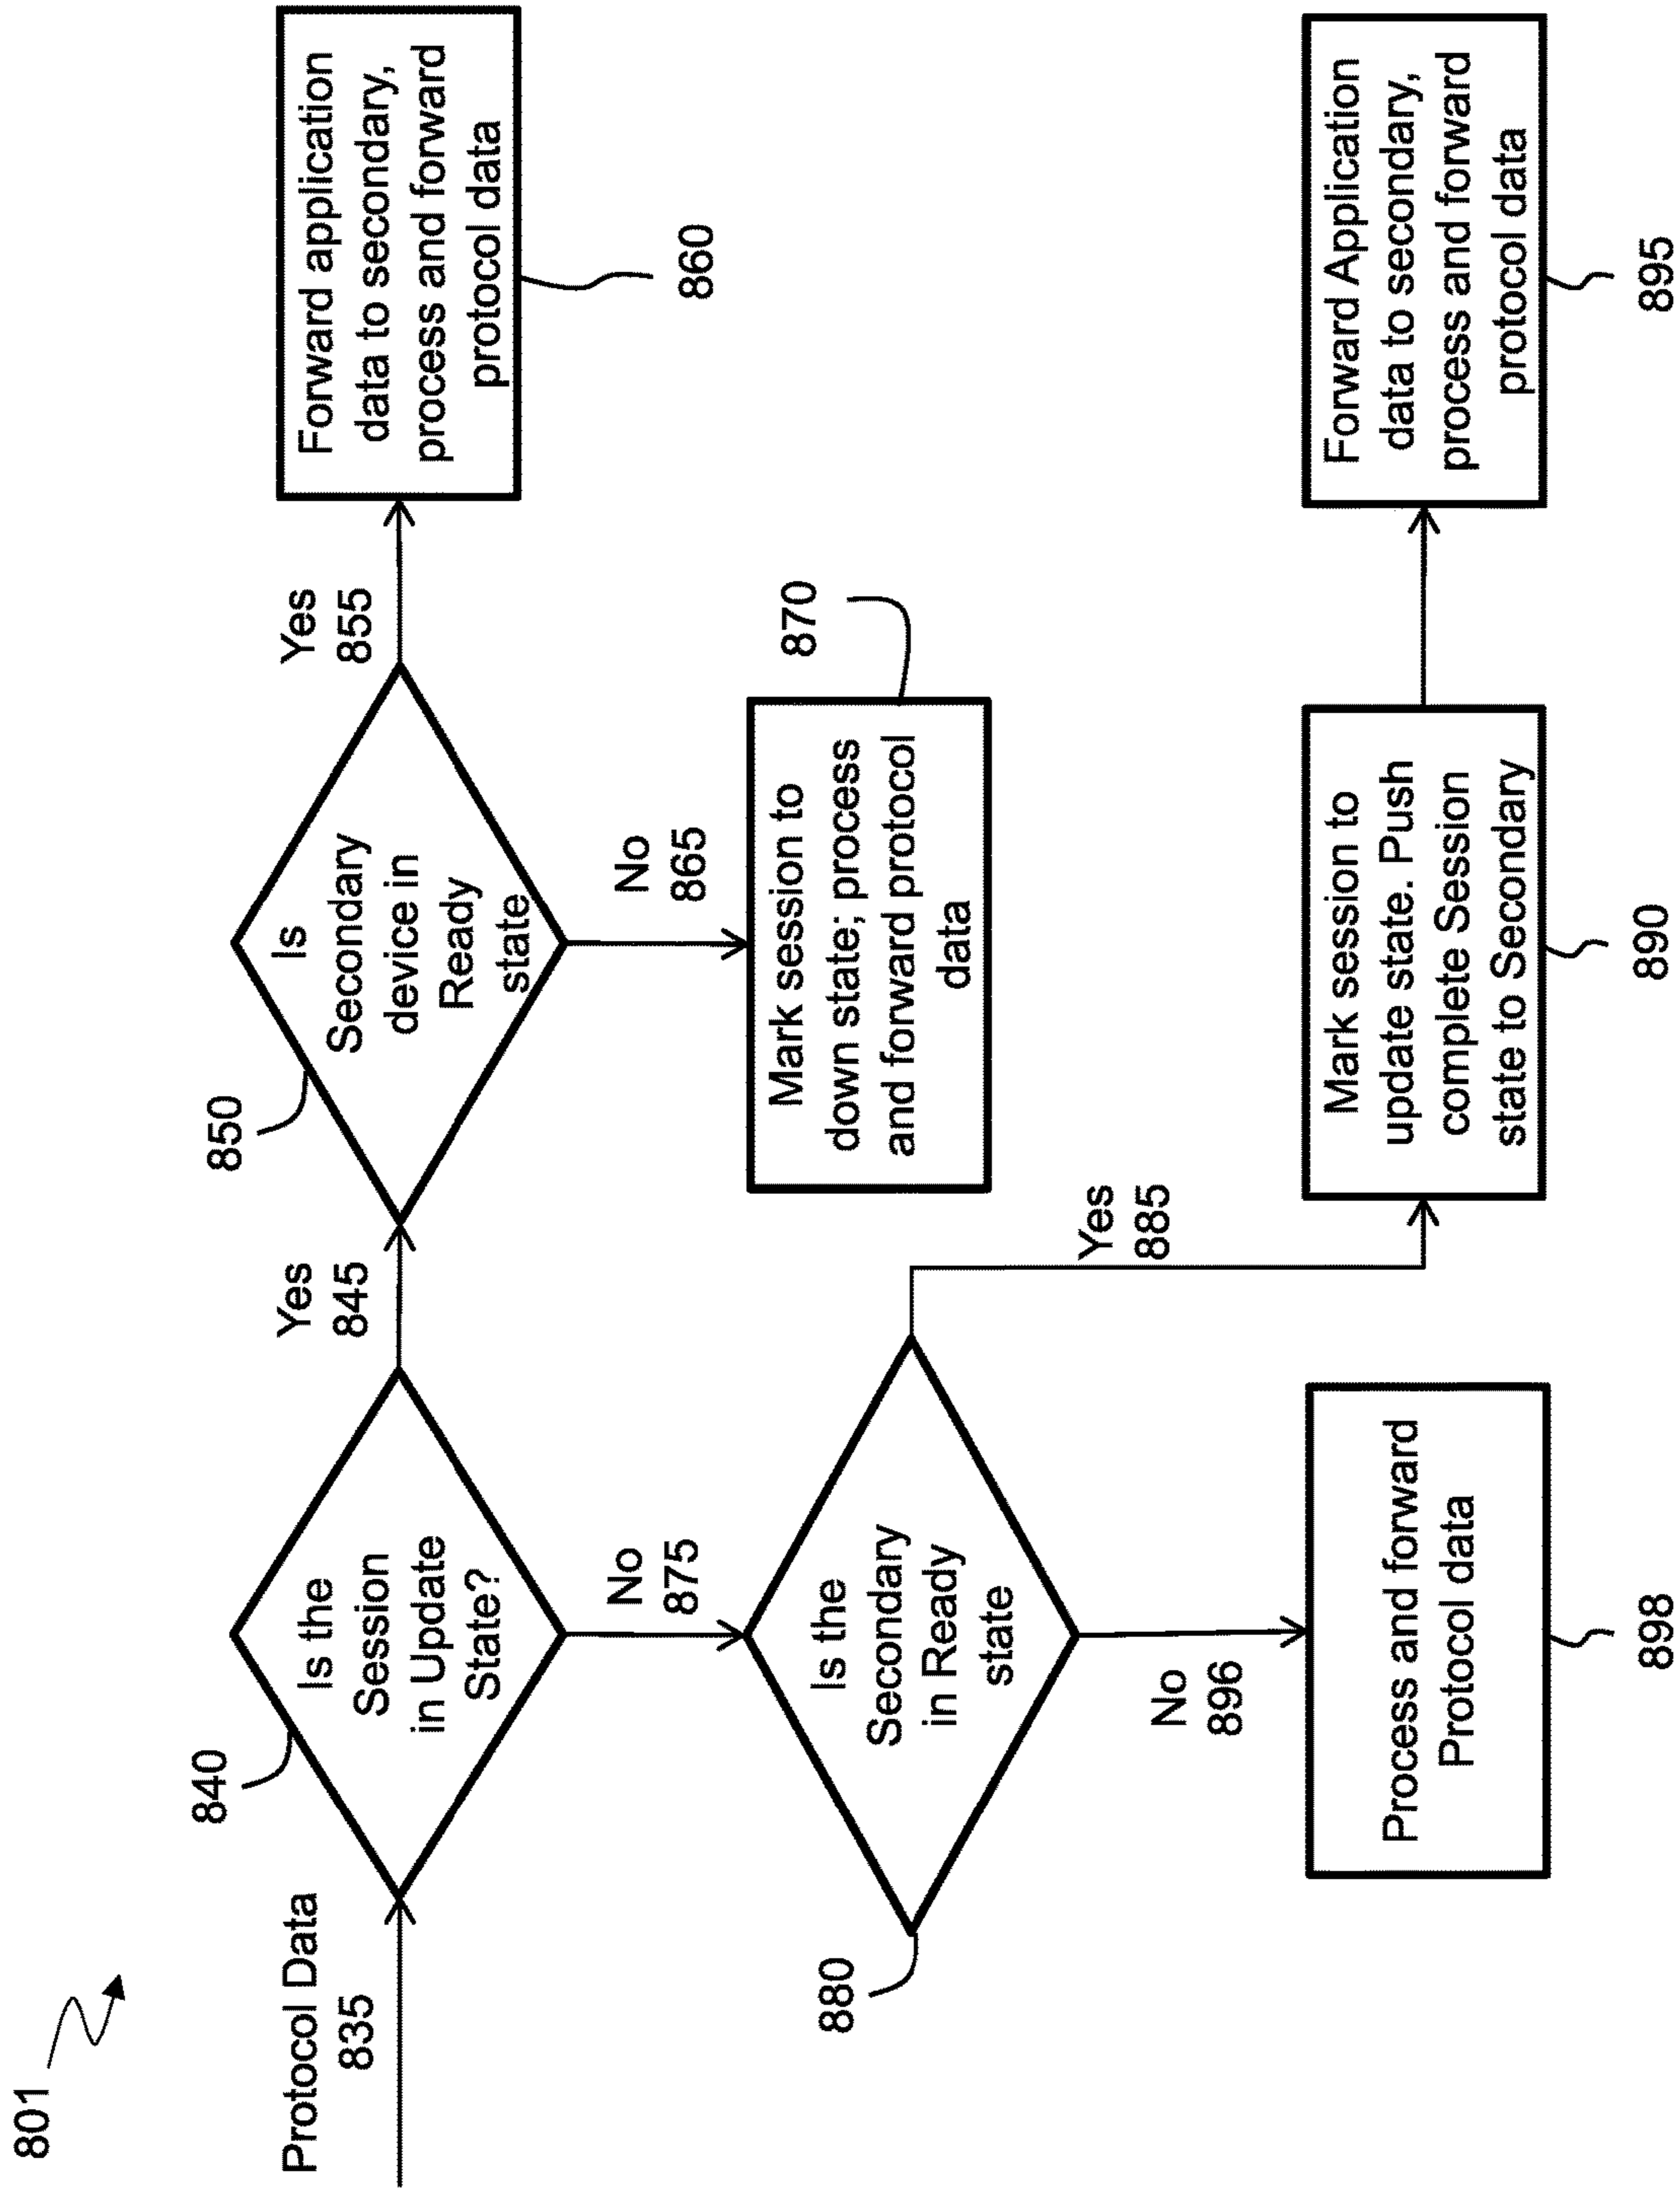 801
Protocol Data
835
840
Is the
Session
in Update
State?
Yes
845
850
Is
Secondary
device in
Ready
state
Yes
855
Forward application
data to secondary,
process and forward
protocol data
860
No
865
Mark session to
down state; process
and forward protocol
data
870
No
875
880
Is the
Secondary
in Ready
state
Yes
885
Mark session to
update state. Push
complete Session
state to Secondary
890
Forward Application
data to secondary,
process and forward
protocol data
895
No
896
Process and forward
Protocol data
898